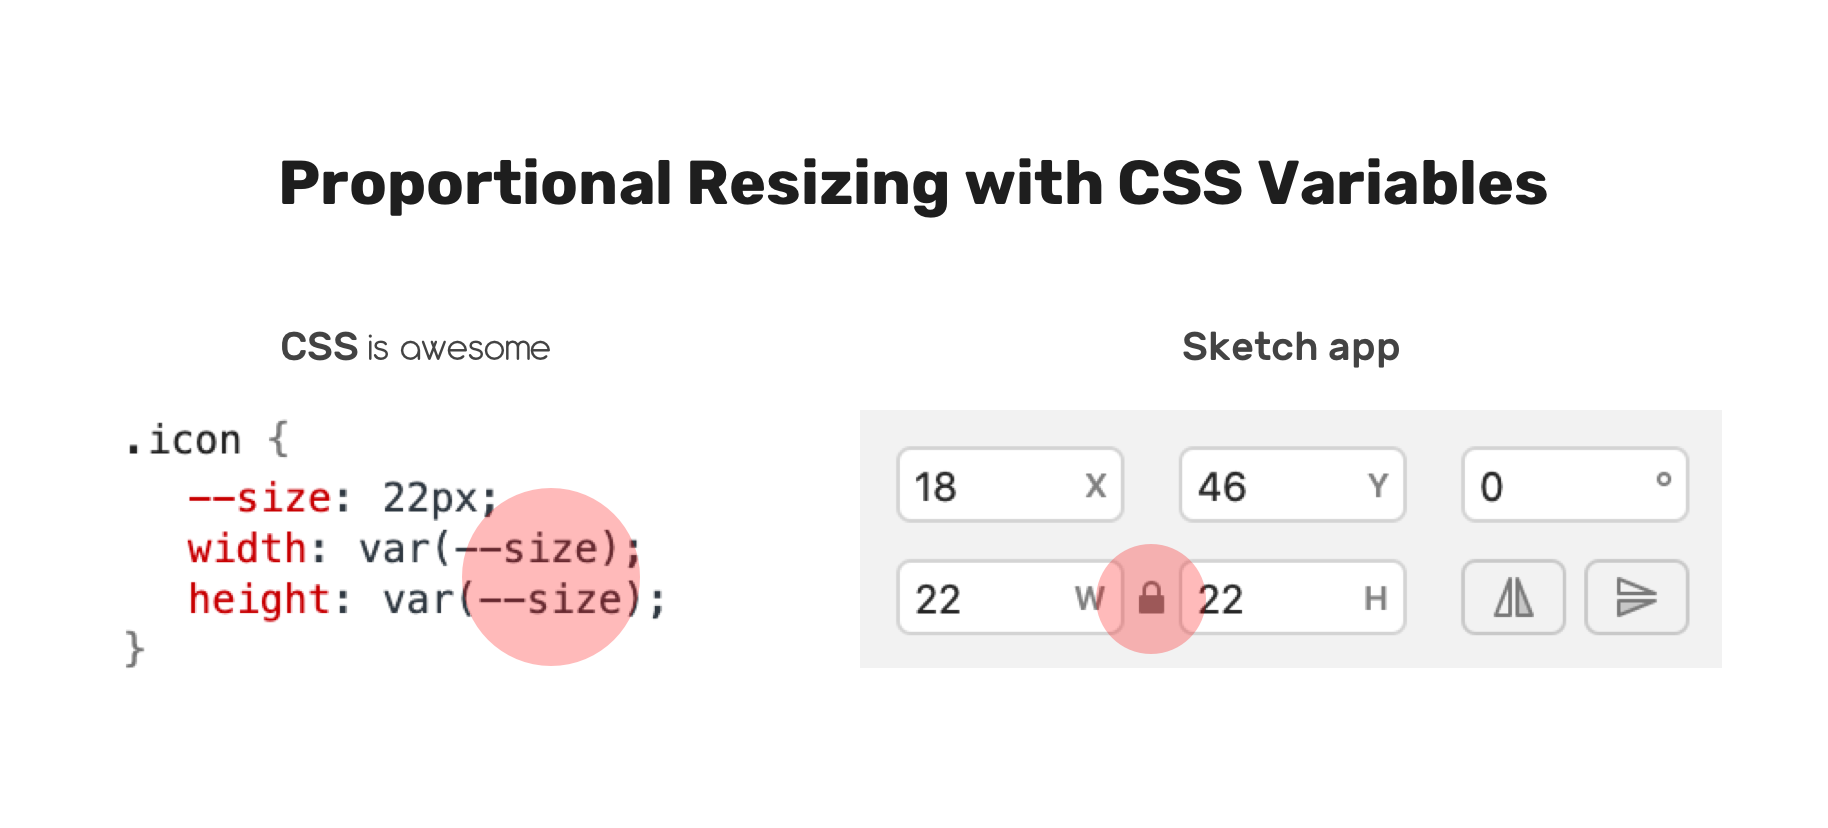 Proportional Resizing with CSS Variables
CSS is awesome
.icon {
--size: 22px;
width: var(--size);
height: var(--size);
}
Sketch app
18 X 46 Y 0 °
22 W 22 H